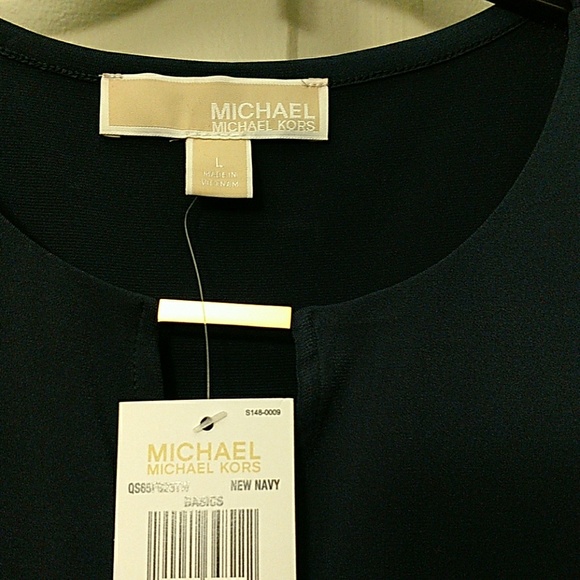 MICHAEL
MICHAEL KORS
L
MADE IN
VIETNAM
S148-0009
MICHAEL
MICHAEL KORS
NEW NAVY
BASICS